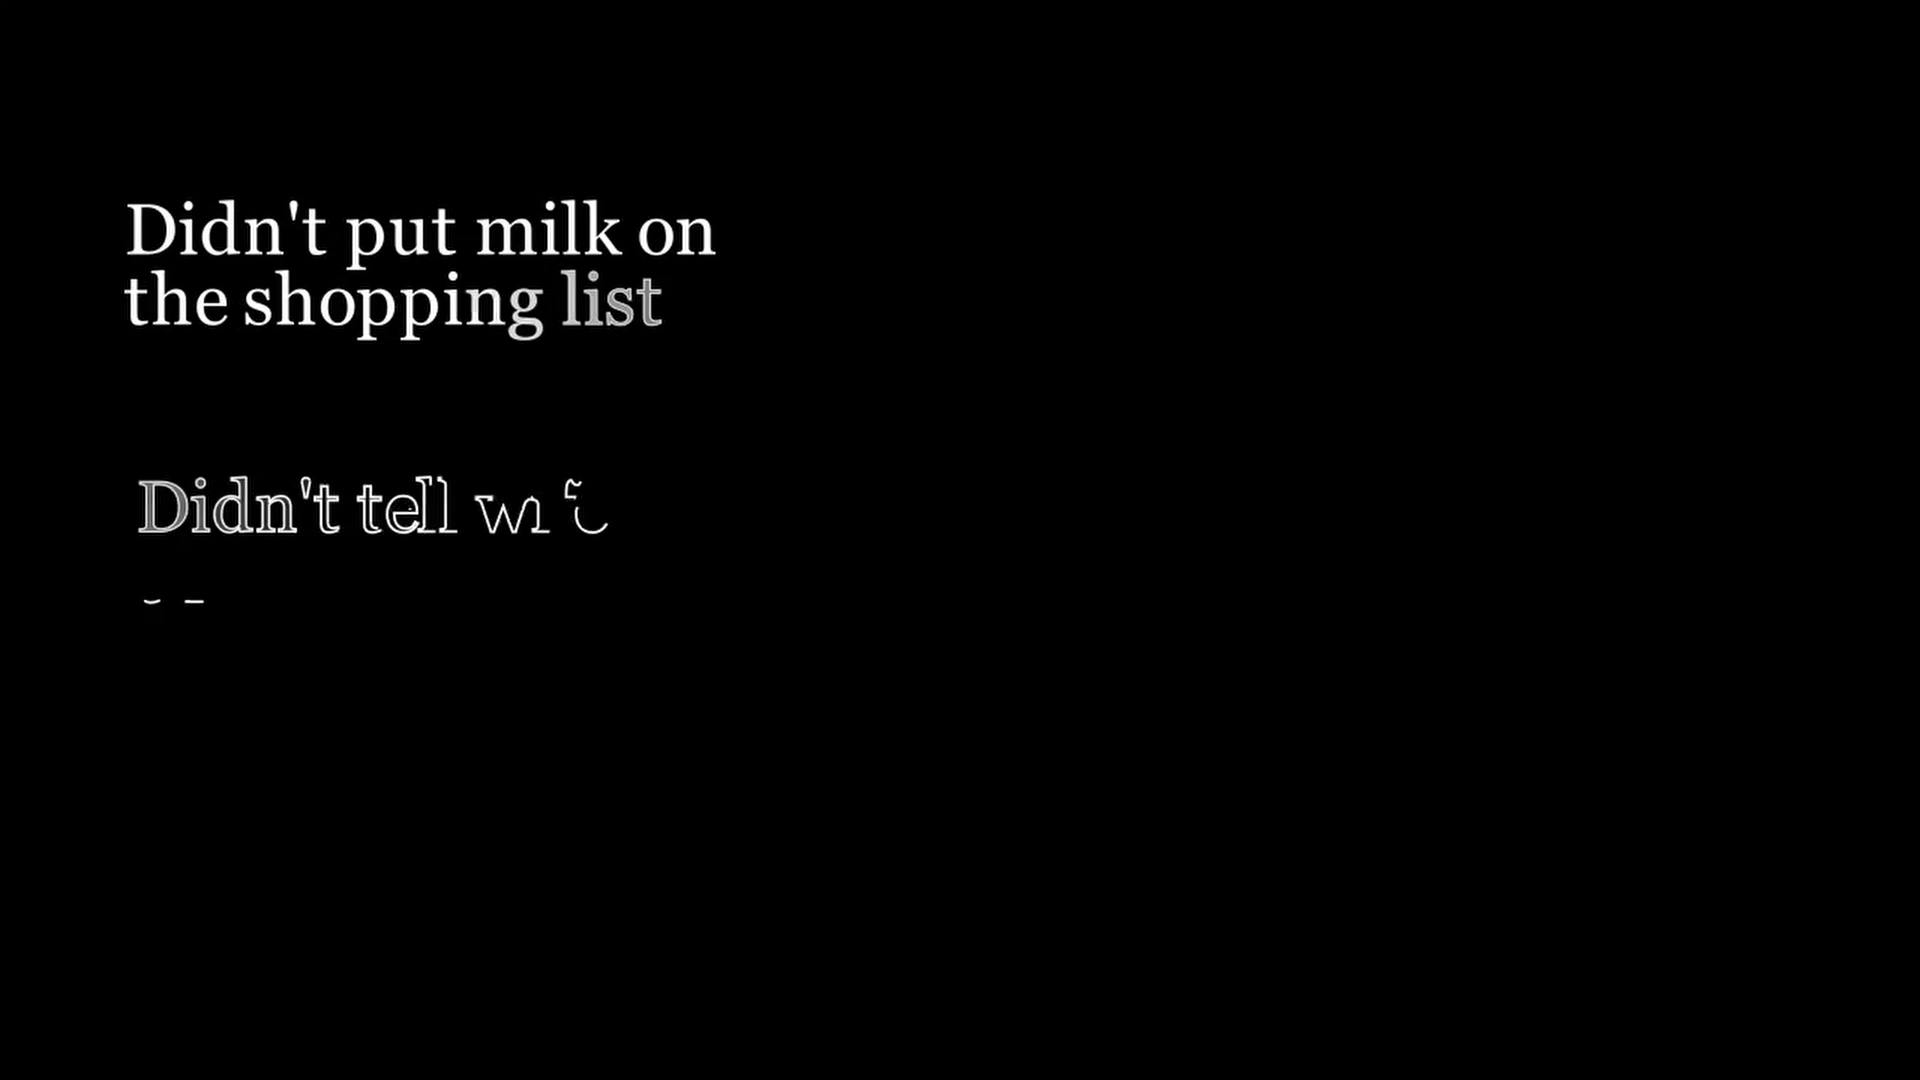 Didn't put milk on
the shopping list
Didn't tell